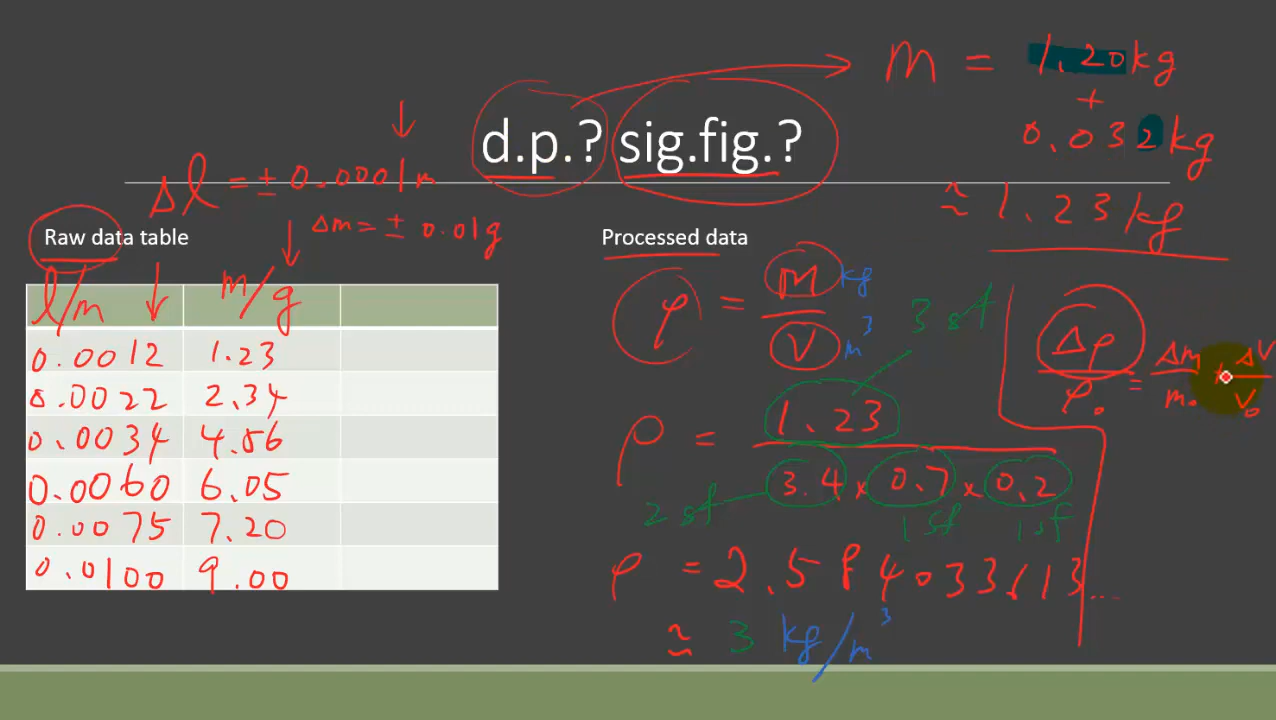 m = 1.20kg
+
0.032kg
≈ 1.23kg
d.p.? sig.fig.?
Δl = ± 0.0001m
Δm = ± 0.01g
Raw data table
l/m m/g
0.0012 1.23
0.0022 2.34
0.0034 4.56
0.0060 6.05
0.0075 7.20
0.0100 9.00
Processed data
ρ = m kg
V m³
Δρ/ρ₀ = Δm/m₀ + ΔV/V₀
3 sf
ρ = 1.23
3.4 × 0.7 × 0.2
2 sf 1 sf 1 sf
ρ = 2.584033613...
≈ 3 kg/m³